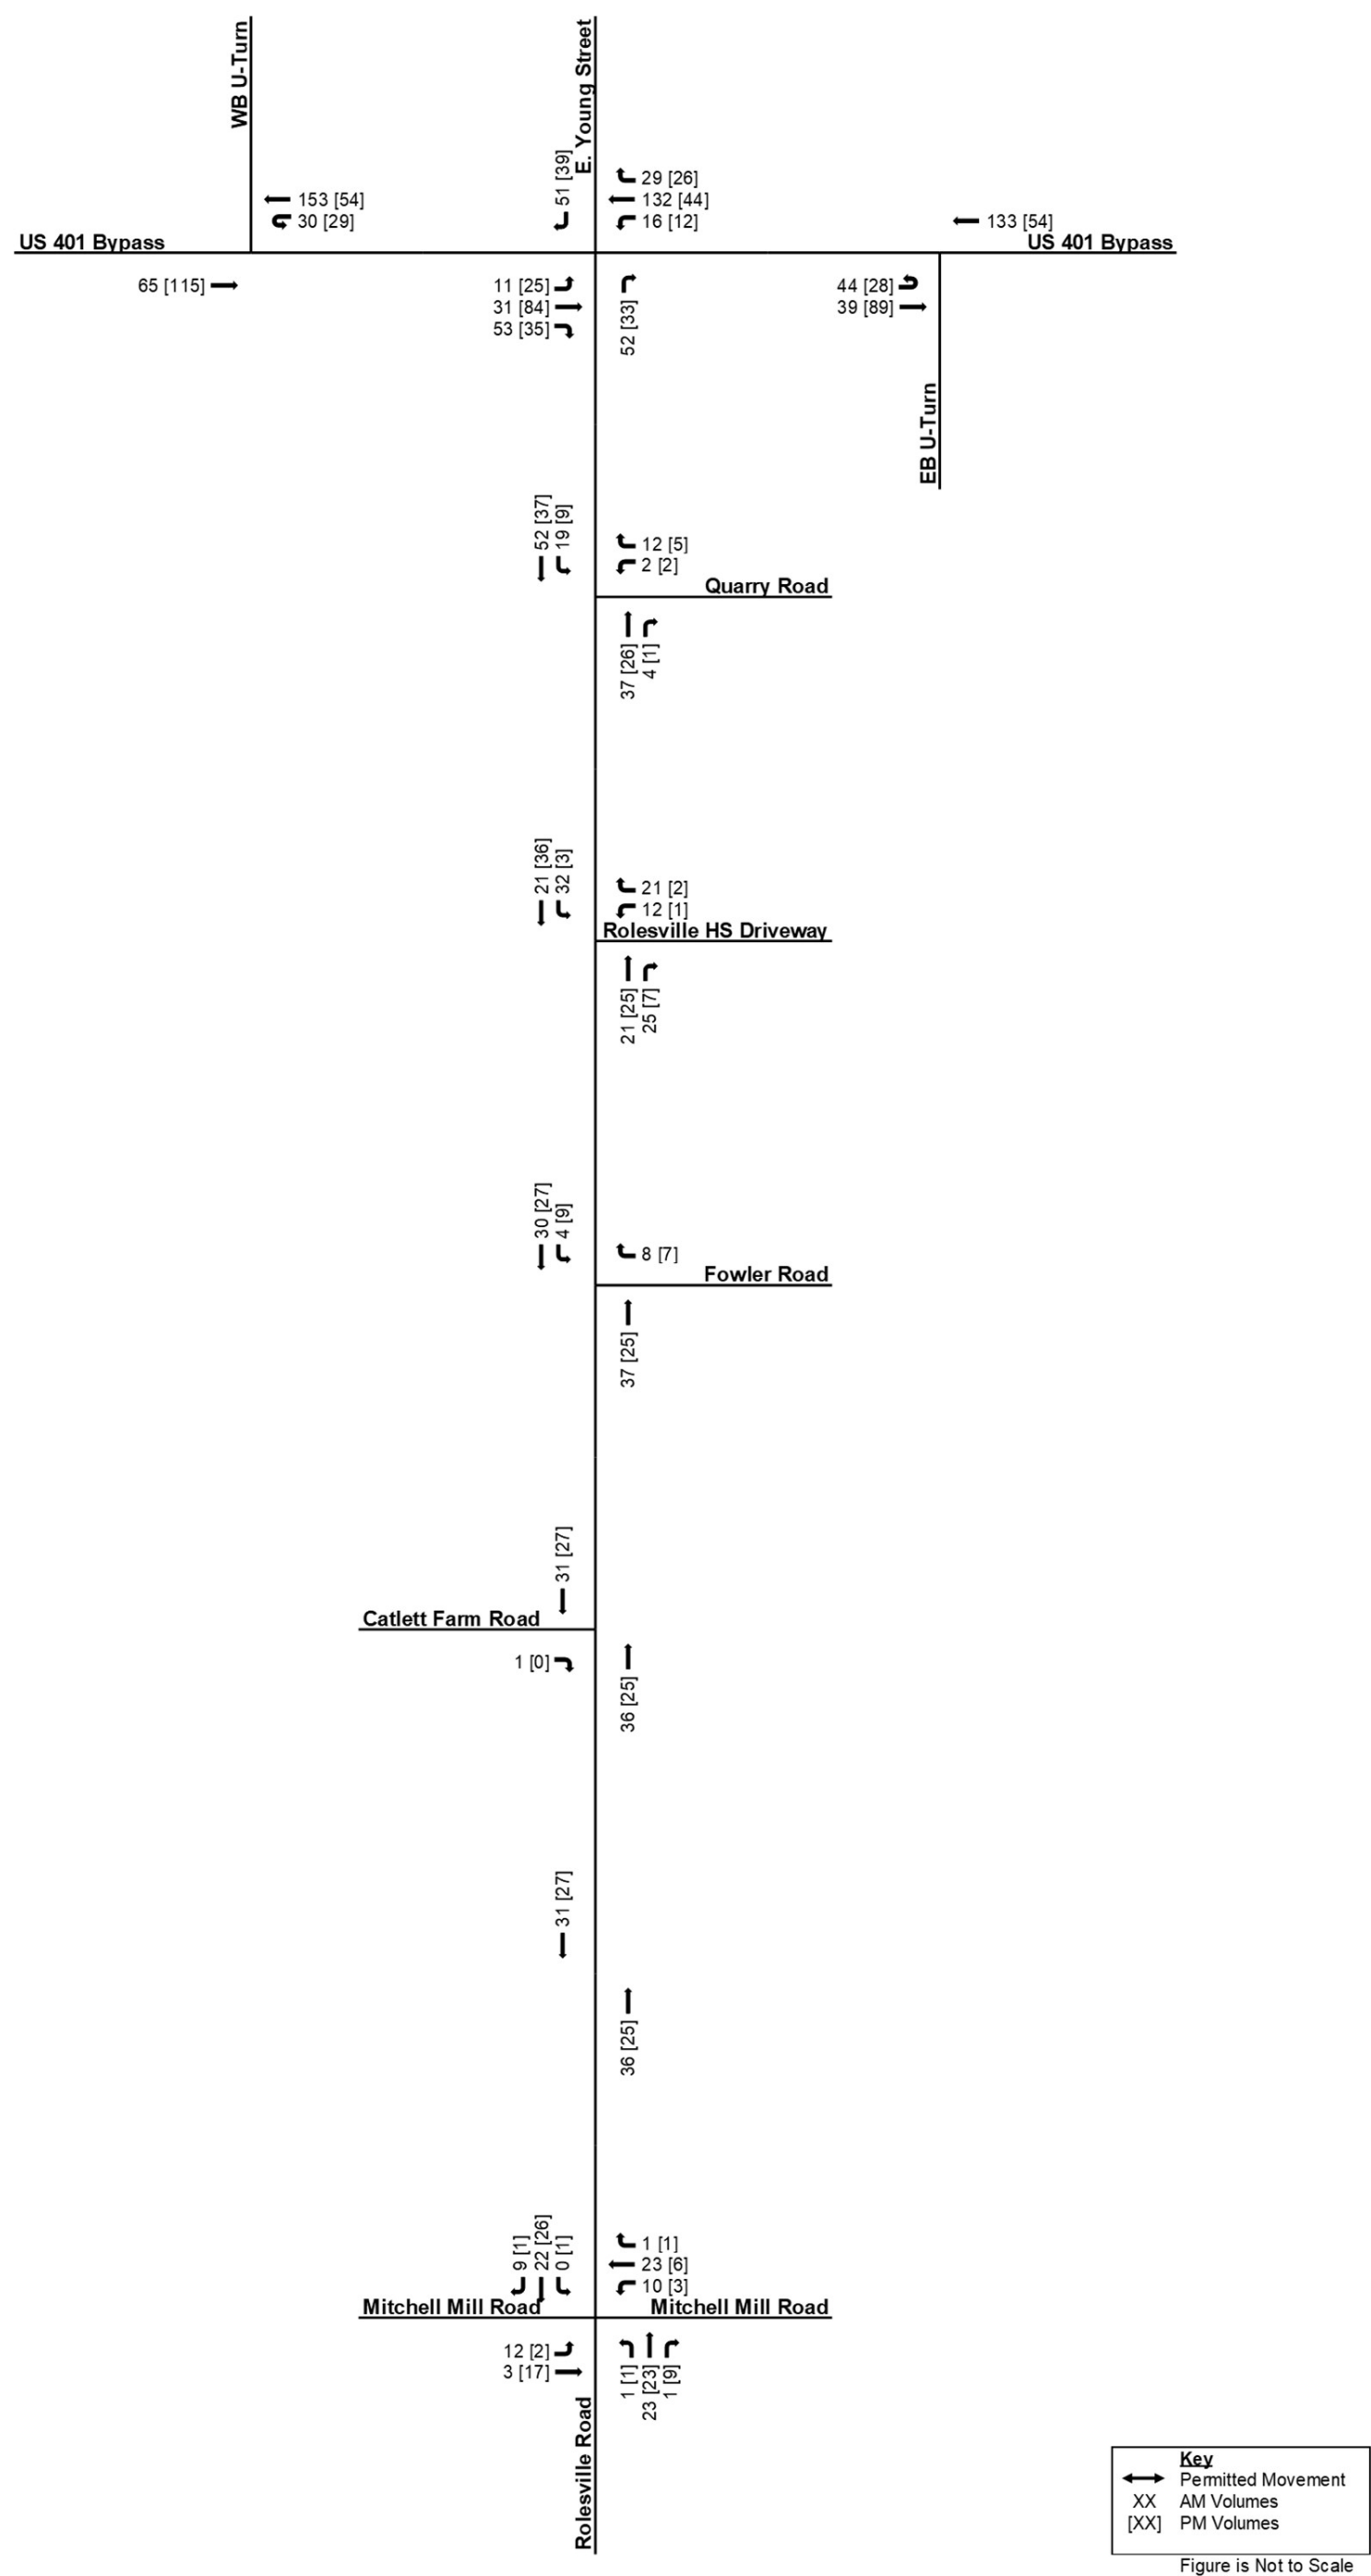 WB U-Turn
E. Young Street
51 [39]
29 [26]
153 [54]
132 [44]
30 [29]
16 [12]
133 [54]
US 401 Bypass
US 401 Bypass
65 [115]
11 [25]
44 [28]
31 [84]
39 [89]
53 [35]
52 [33]
EB U-Turn
52 [37]
19 [9]
12 [5]
2 [2]
Quarry Road
37 [26]
4 [1]
21 [36]
32 [3]
21 [2]
12 [1]
Rolesville HS Driveway
21 [25]
25 [7]
30 [27]
4 [9]
8 [7]
Fowler Road
37 [25]
31 [27]
Catlett Farm Road
1 [0]
36 [25]
31 [27]
36 [25]
9 [1]
22 [26]
0 [1]
1 [1]
23 [6]
10 [3]
Mitchell Mill Road
Mitchell Mill Road
12 [2]
3 [17]
1 [1]
23 [23]
1 [9]
Rolesville Road
Key
Permitted Movement
XX AM Volumes
[XX] PM Volumes
Figure is Not to Scale